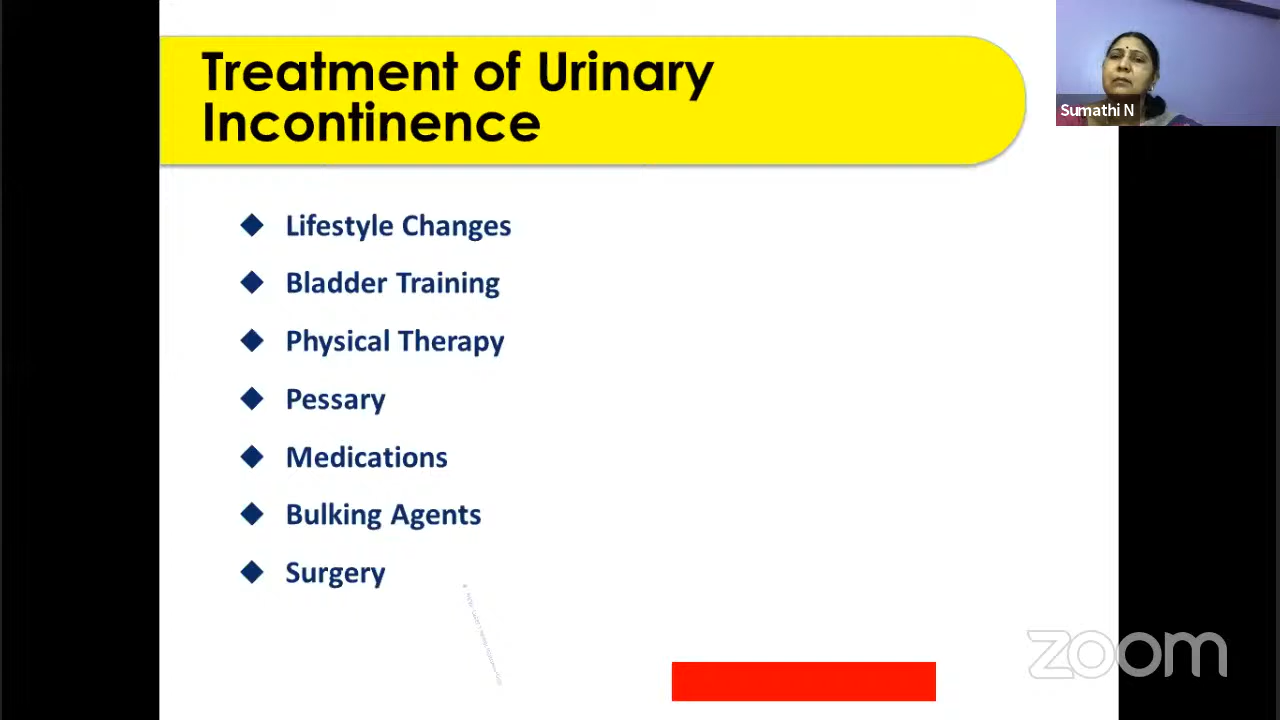 Treatment of Urinary
Incontinence
Sumathi N
Lifestyle Changes
Bladder Training
Physical Therapy
Pessary
Medications
Bulking Agents
Surgery
zoom